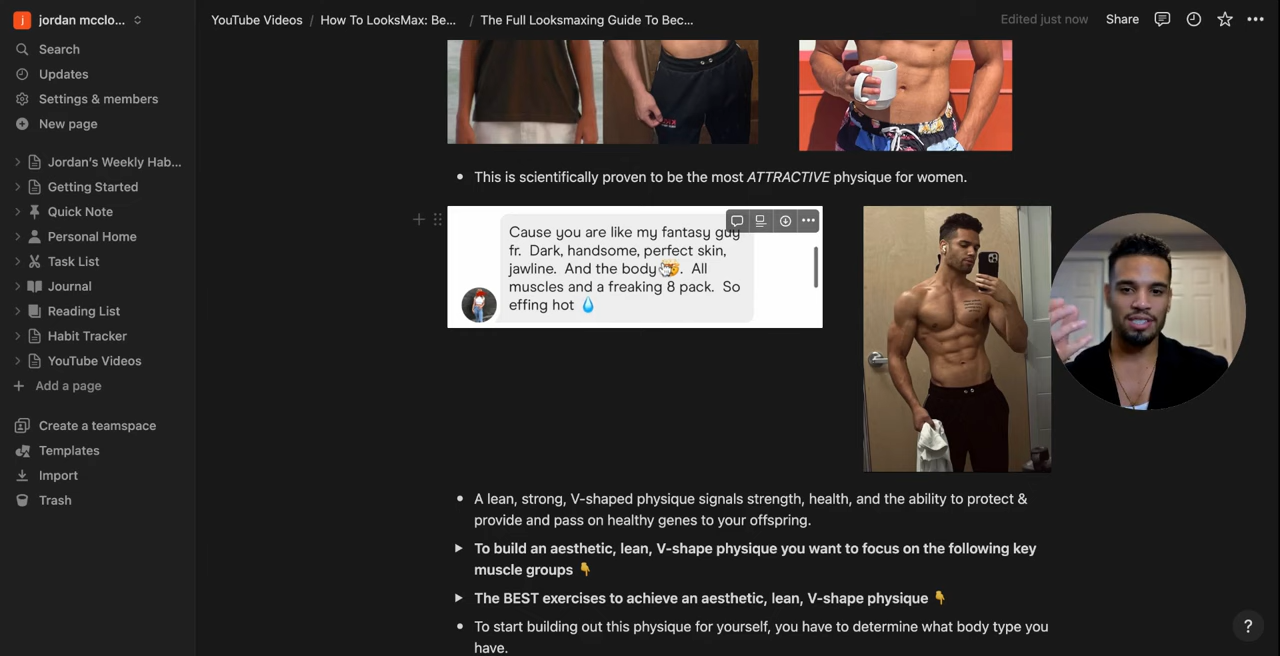 jordan mcclo...
Search
Updates
Settings & members
New page
Jordan's Weekly Hab...
Getting Started
Quick Note
Personal Home
Task List
Journal
Reading List
Habit Tracker
YouTube Videos
Add a page
Create a teamspace
Templates
Import
Trash
YouTube Videos / How To LooksMax: Be... / The Full Looksmaxing Guide To Bec...
Edited just now Share
• This is scientifically proven to be the most ATTRACTIVE physique for women.
Cause you are like my fantasy guy
fr. Dark, handsome, perfect skin,
jawline. And the body. All
muscles and a freaking 8 pack. So
effing hot 💧
• A lean, strong, V-shaped physique signals strength, health, and the ability to protect &
provide and pass on healthy genes to your offspring.
To build an aesthetic, lean, V-shape physique you want to focus on the following key
muscle groups 👇
The BEST exercises to achieve an aesthetic, lean, V-shape physique 👇
• To start building out this physique for yourself, you have to determine what body type you
have.
?